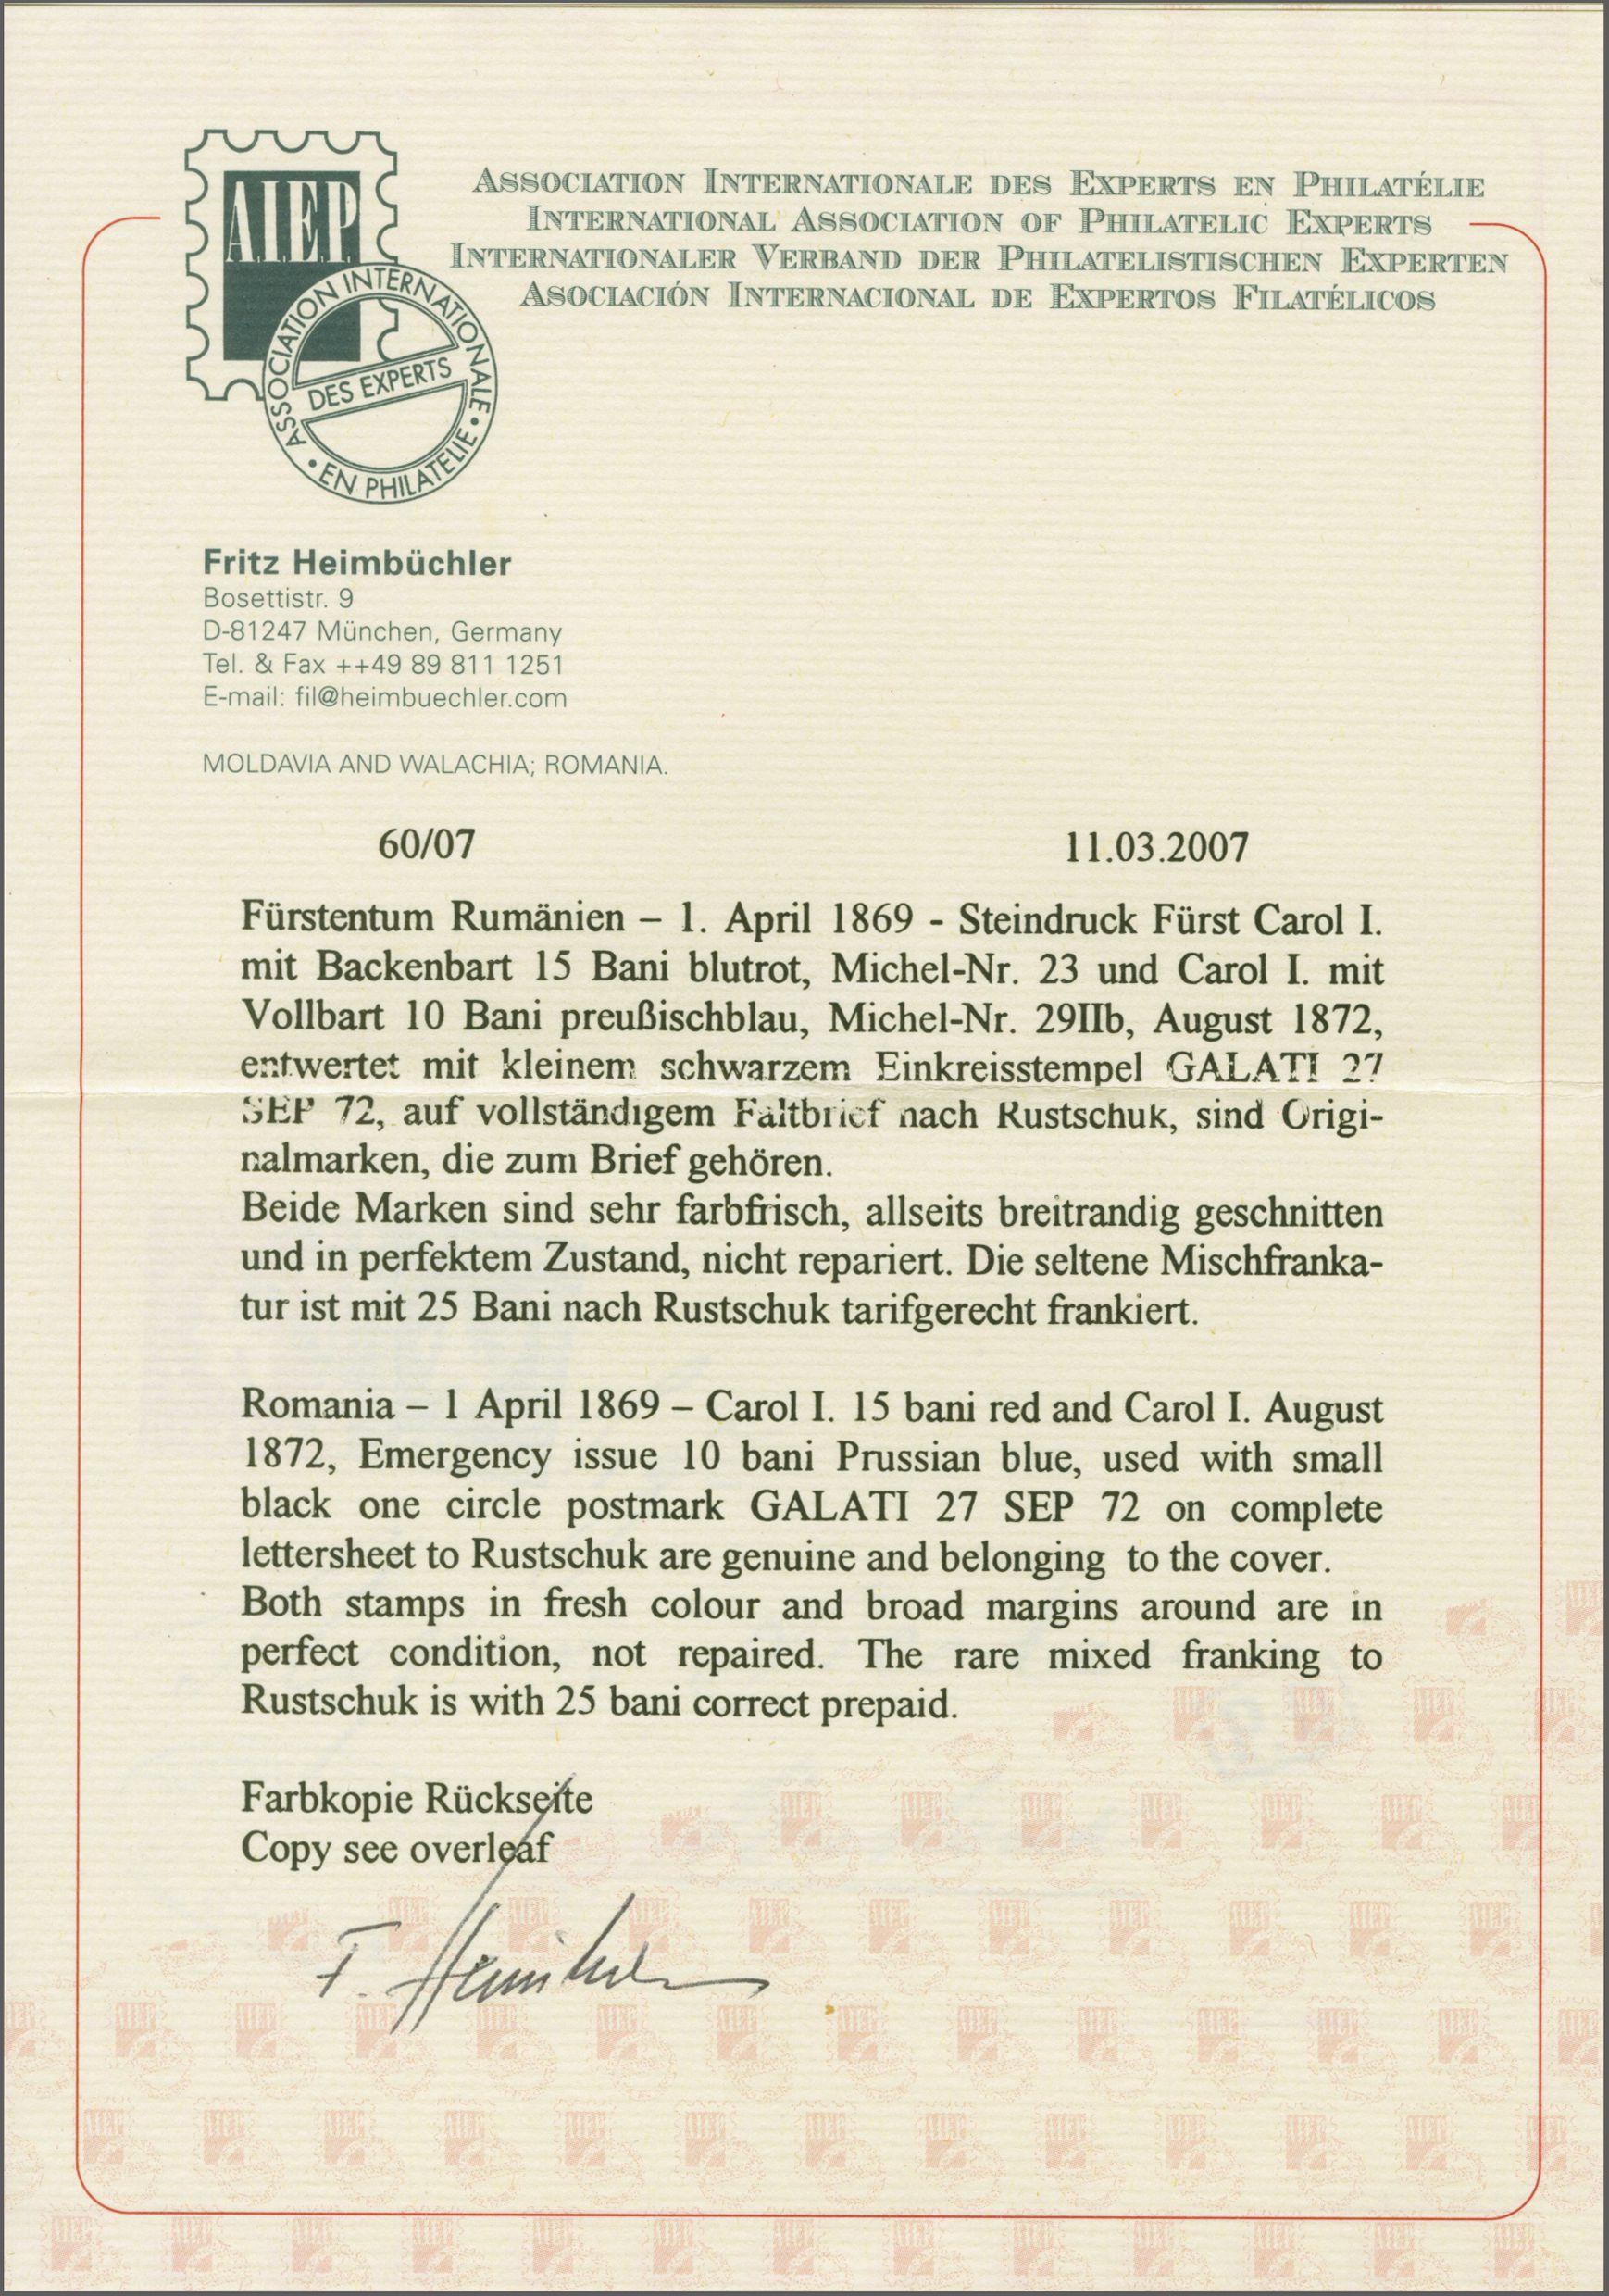 AIEP
ASSOCIATION INTERNATIONALE
DES EXPERTS
• EN PHILATELIE •
ASSOCIATION INTERNATIONALE DES EXPERTS EN PHILATÉLIE
INTERNATIONAL ASSOCIATION OF PHILATELIC EXPERTS
INTERNATIONALER VERBAND DER PHILATELISTISCHEN EXPERTEN
ASOCIACIÓN INTERNACIONAL DE EXPERTOS FILATÉLICOS
Fritz Heimbüchler
Bosettistr. 9
D-81247 München, Germany
Tel. & Fax ++49 89 811 1251
E-mail: fil@heimbuechler.com
MOLDAVIA AND WALACHIA; ROMANIA.
60/07 11.03.2007
Fürstentum Rumänien – 1. April 1869 - Steindruck Fürst Carol I.
mit Backenbart 15 Bani blutrot, Michel-Nr. 23 und Carol I. mit
Vollbart 10 Bani preußischblau, Michel-Nr. 29IIb, August 1872,
entwertet mit kleinem schwarzem Einkreisstempel GALATI 27
SEP 72, auf vollständigem Faltbrief nach Rustschuk, sind Origi-
nalmarken, die zum Brief gehören.
Beide Marken sind sehr farbfrisch, allseits breitrandig geschnitten
und in perfektem Zustand, nicht repariert. Die seltene Mischfranka-
tur ist mit 25 Bani nach Rustschuk tarifgerecht frankiert.
Romania – 1 April 1869 – Carol I. 15 bani red and Carol I. August
1872, Emergency issue 10 bani Prussian blue, used with small
black one circle postmark GALATI 27 SEP 72 on complete
lettersheet to Rustschuk are genuine and belonging to the cover.
Both stamps in fresh colour and broad margins around are in
perfect condition, not repaired. The rare mixed franking to
Rustschuk is with 25 bani correct prepaid.
Farbkopie Rückseite
Copy see overleaf